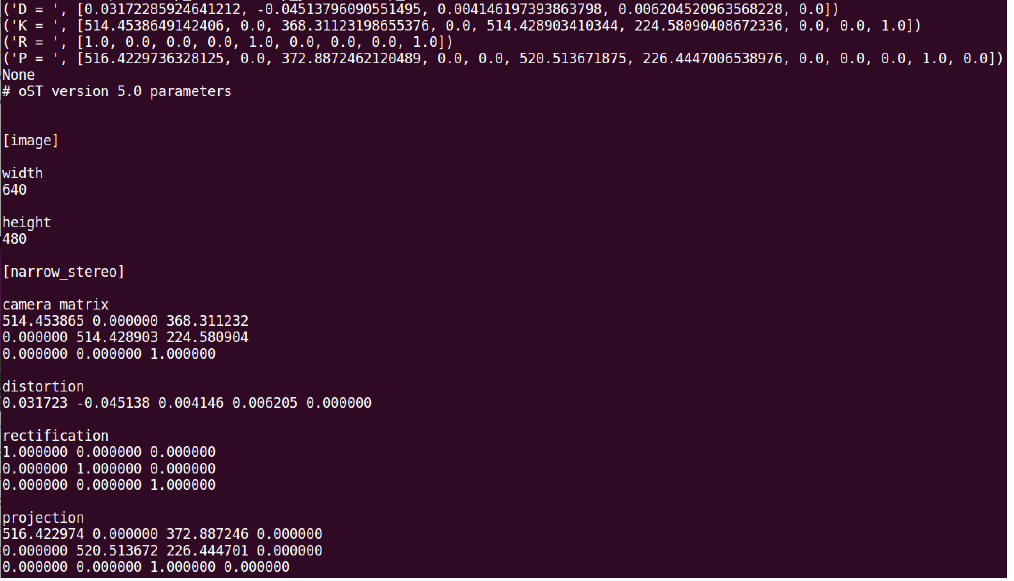 ('D = ', [0.03172285924641212, -0.04513796090551495, 0.004146197393863798, 0.006204520963568228, 0.0])
('K = ', [514.4538649142406, 0.0, 368.31123198655376, 0.0, 514.428903410344, 224.58090408672336, 0.0, 0.0, 1.0])
('R = ', [1.0, 0.0, 0.0, 0.0, 1.0, 0.0, 0.0, 0.0, 1.0])
('P = ', [516.4229736328125, 0.0, 372.8872462120489, 0.0, 0.0, 520.513671875, 226.4447006538976, 0.0, 0.0, 0.0, 1.0, 0.0])
None
# oST version 5.0 parameters
[image]
width
640
height
480
[narrow_stereo]
camera matrix
514.453865 0.000000 368.311232
0.000000 514.428903 224.580904
0.000000 0.000000 1.000000
distortion
0.031723 -0.045138 0.004146 0.006205 0.000000
rectification
1.000000 0.000000 0.000000
0.000000 1.000000 0.000000
0.000000 0.000000 1.000000
projection
516.422974 0.000000 372.887246 0.000000
0.000000 520.513672 226.444701 0.000000
0.000000 0.000000 1.000000 0.000000